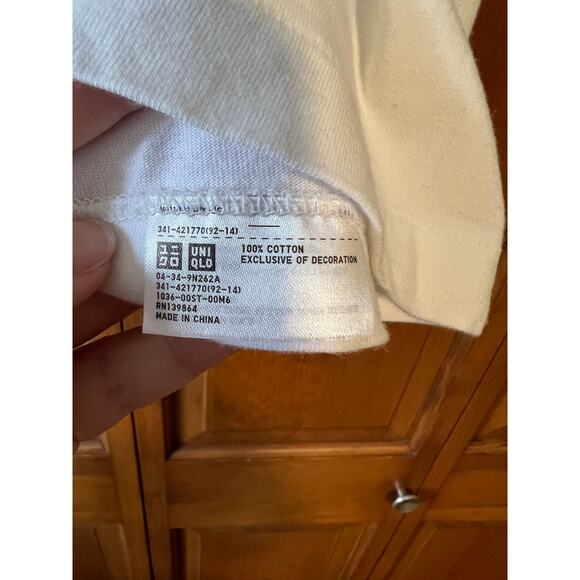 341-421770(92-14)
UNI
QLO
100% COTTON
EXCLUSIVE OF DECORATION
04-34-9N262A
341-421770(92-14)
1036-00ST-00M6
RN139864
MADE IN CHINA